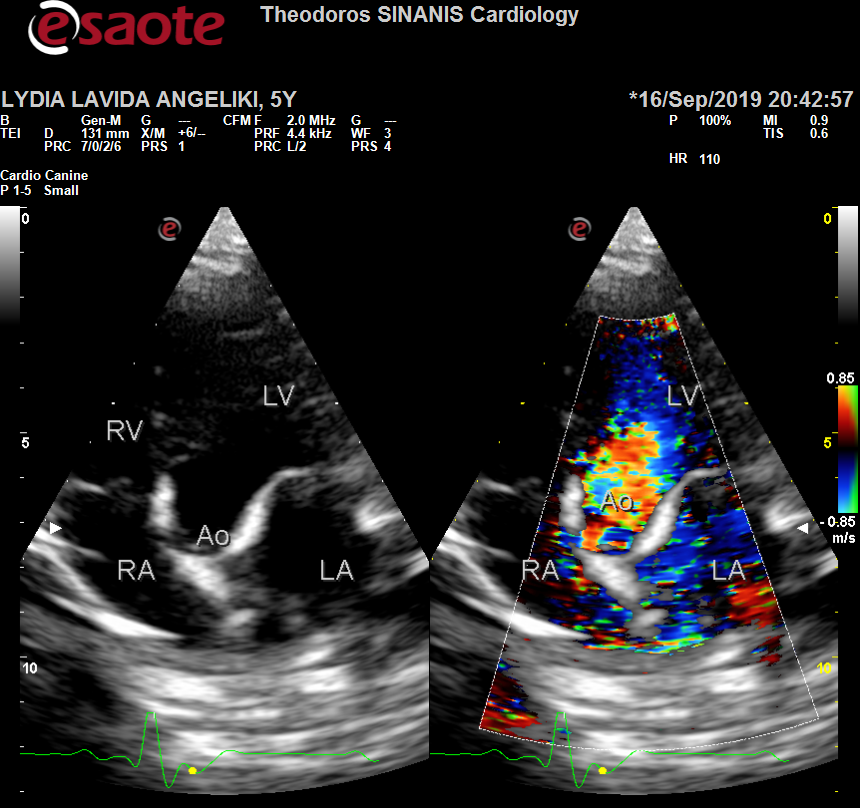 esaote
Theodoros SINANIS Cardiology
LYDIA LAVIDA ANGELIKI, 5Y
*16/Sep/2019 20:42:57
B Gen-M G --- CFM F 2.0 MHz G --- P 100% MI 0.9
TEI D 131 mm X/M +6/-- PRF 4.4 kHz WF 3 TIS 0.6
PRC 7/0/2/6 PRS 1 PRC L/2 PRS 4
HR 110
Cardio Canine
P 1-5 Small
0
e
e
0
0.85
LV
LV
RV
5
5
Ao
Ao
-0.85
m/s
RA
LA
RA
LA
10
10